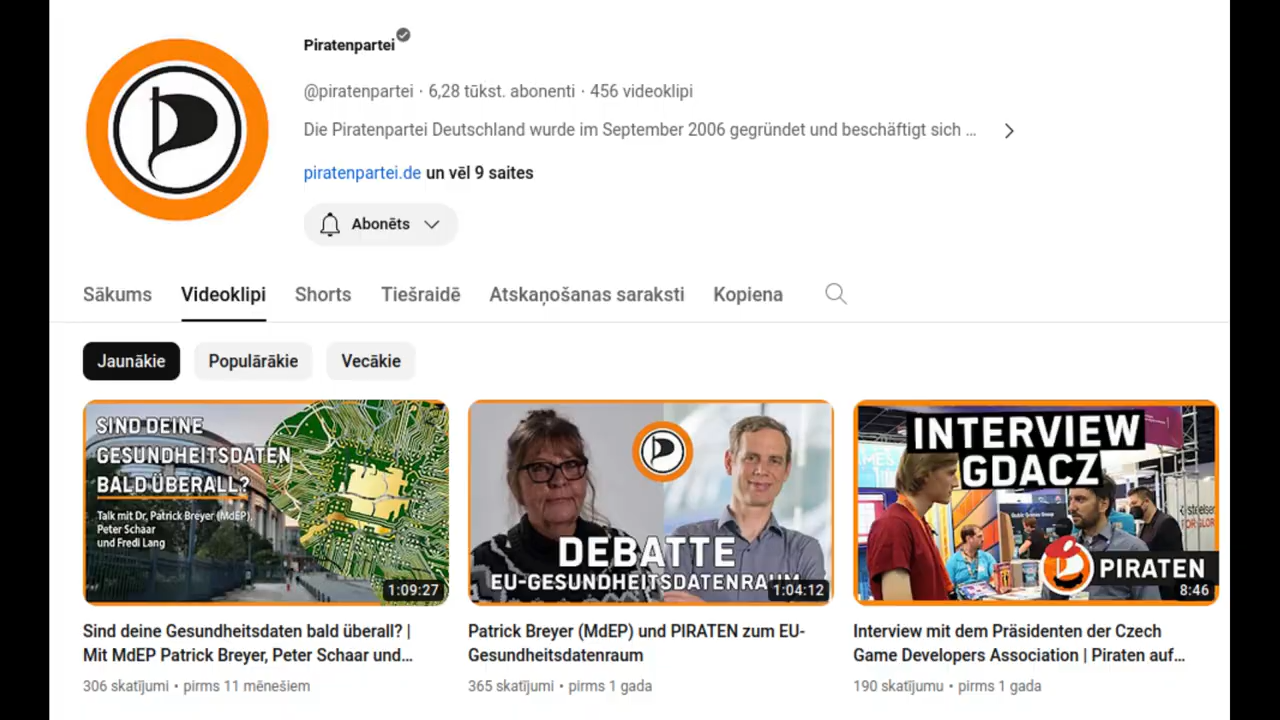 Piratenpartei
@piratenpartei · 6,28 tūkst. abonenti · 456 videoklipi
Die Piratenpartei Deutschland wurde im September 2006 gegründet und beschäftigt sich ...
piratenpartei.de un vēl 9 saites
Abonēts
Sākums Videoklipi Shorts Tiešraidē Atskaņošanas saraksti Kopiena
Jaunākie Populārākie Vecākie
SIND DEINE
GESUNDHEITSDATEN
BALD ÜBERALL?
Talk mit Dr. Patrick Breyer (MdEP),
Peter Schaar
und Fredi Lang
1:09:27
DEBATTE
EU-GESUNDHEITSDATENRAUM
1:04:12
INTERVIEW
GDACZ
PIRATEN
8:46
Sind deine Gesundheitsdaten bald überall? |
Mit MdEP Patrick Breyer, Peter Schaar und...
306 skatījumi • pirms 11 mēnešiem
Patrick Breyer (MdEP) und PIRATEN zum EU-
Gesundheitsdatenraum
365 skatījumi • pirms 1 gada
Interview mit dem Präsidenten der Czech
Game Developers Association | Piraten auf...
190 skatījumu • pirms 1 gada